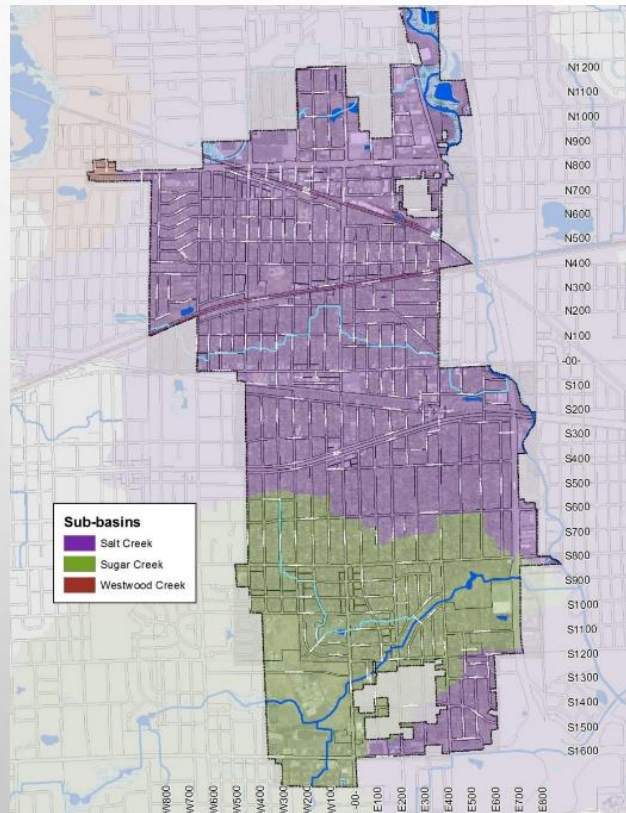 N1200
N1100
N1000
N900
N800
N700
N600
N500
N400
N300
N200
N100
-00-
S100
S200
S300
S400
S500
S600
S700
S800
S900
S1000
S1100
S1200
S1300
S1400
S1500
S1600
Sub-basins
Salt Creek
Sugar Creek
Westwood Creek
W800
W700
W600
W500
W400
W300
W200
W100
-00-
E100
E200
E300
E400
E500
E600
E700
E800